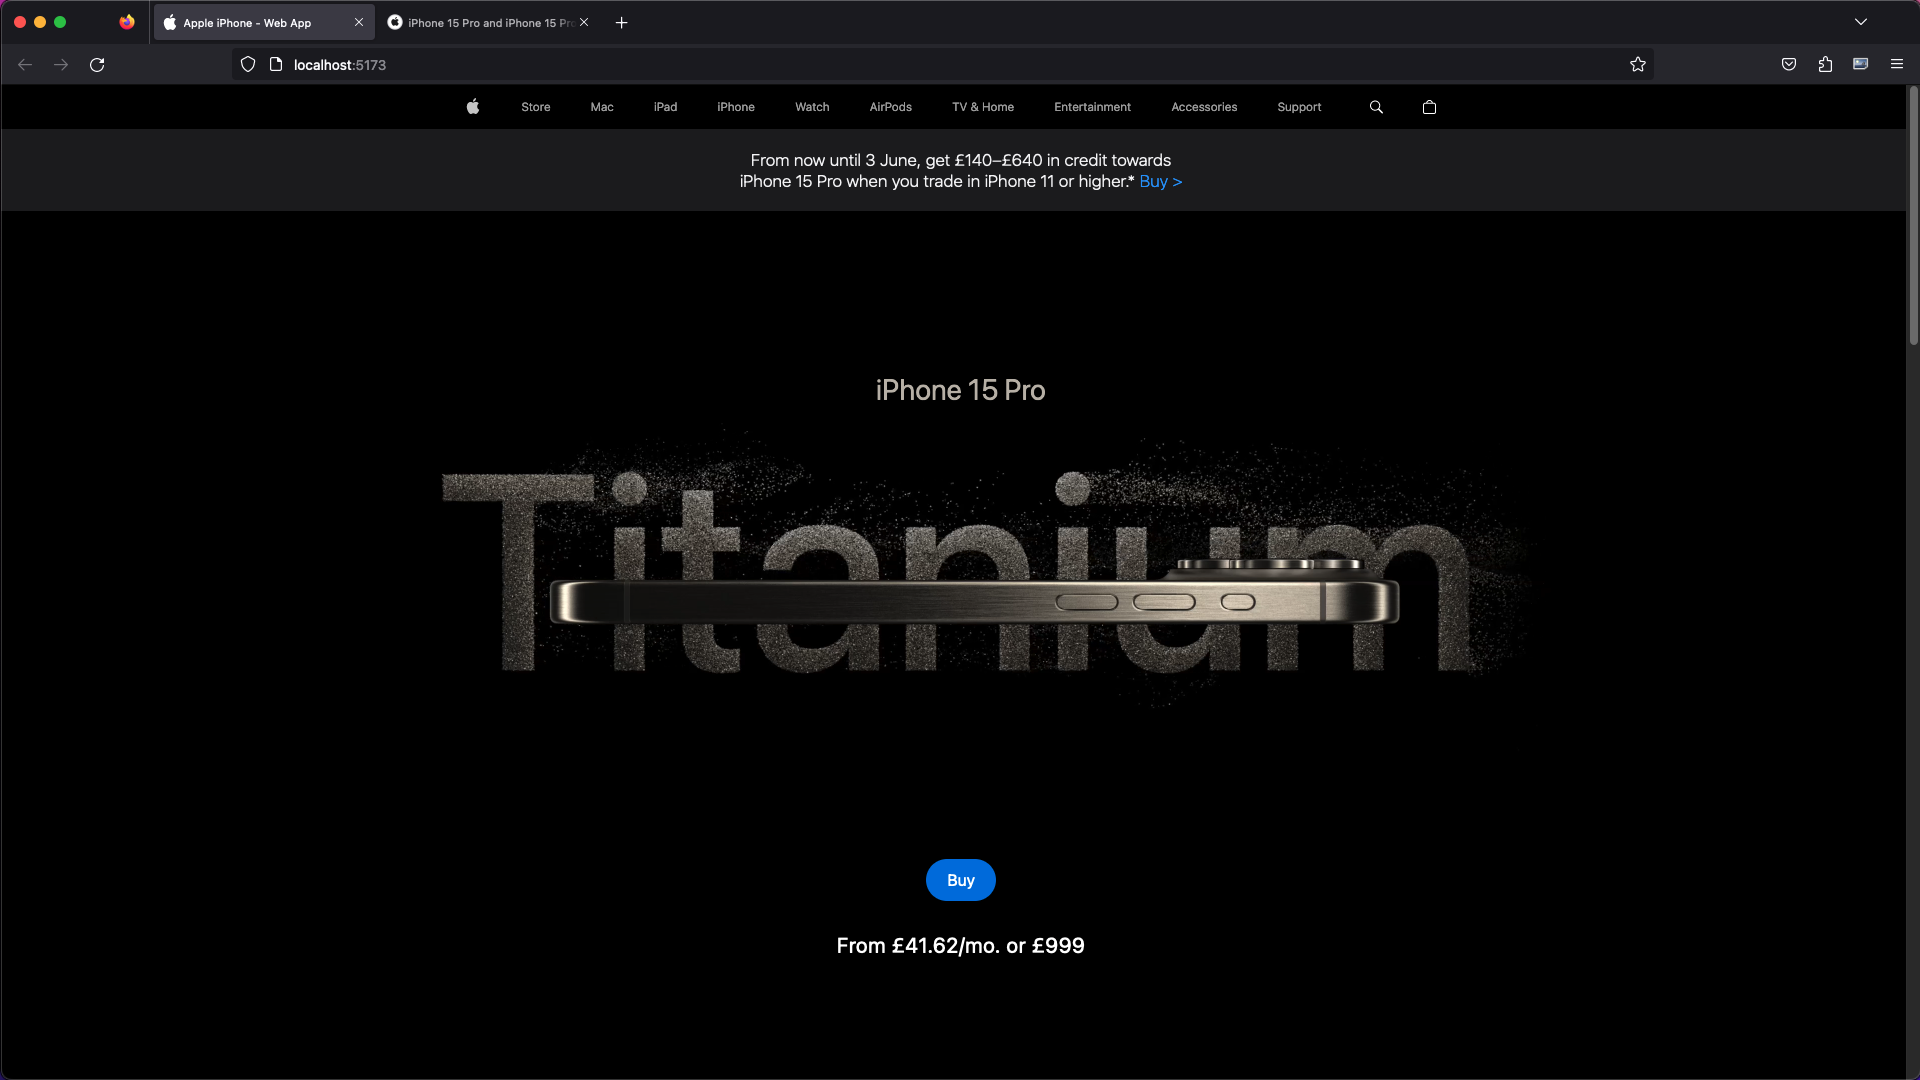 Apple iPhone - Web App
iPhone 15 Pro and iPhone 15 Pro
localhost:5173
Store Mac iPad iPhone Watch AirPods TV & Home Entertainment Accessories Support
From now until 3 June, get £140–£640 in credit towards
iPhone 15 Pro when you trade in iPhone 11 or higher.* Buy >
iPhone 15 Pro
Titanium
Buy
From £41.62/mo. or £999